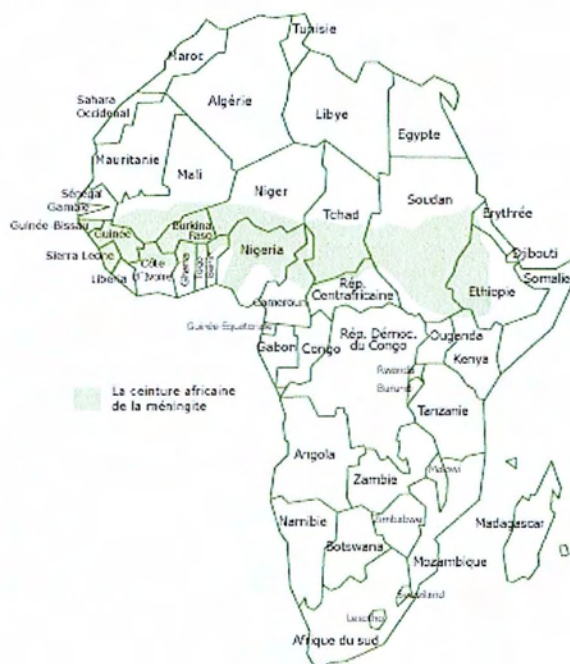 Tunisie
Maroc
Algérie
Sahara
Occidental
Libye
Egypte
Mauritanie
Mali
Niger
Soudan
Sénégal
Gambie
Tchad
Erythrée
Guinée-Bissau
Guinée
Burkina
Faso
Djibouti
Nigeria
Sierra Leone
Côte
d'Ivoire
Ghana
Togo
Bénin
Somalie
Libéria
Rép.
Centrafricaine
Ethiopie
Cameroun
Guinée Equatoriale
Ouganda
Gabon
Congo
Rép. Démoc.
du Congo
Kenya
Rwanda
Burundi
La ceinture africaine
de la méningite
Tanzanie
Angola
Malawi
Zambie
Zimbabwe
Namibie
Madagascar
Botswana
Mozambique
Swaziland
Lesotho
Afrique du sud